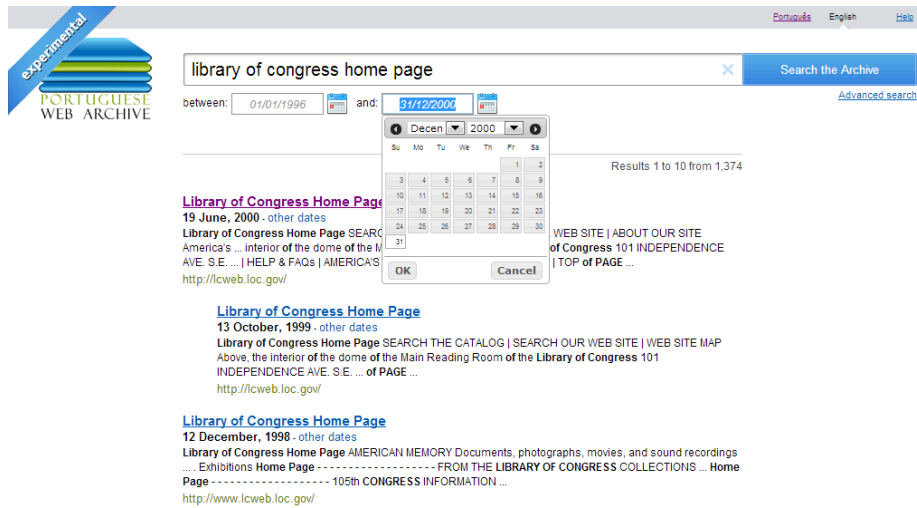 Português English Help
experimental
PORTUGUESE
WEB ARCHIVE
library of congress home page
Search the Archive
Advanced search
between: 01/01/1996 and: 31/12/2000
Decen 2000
Su Mo Tu We Th Fr Sa
1 2
3 4 5 6 7 8 9
10 11 12 13 14 15 16
17 18 19 20 21 22 23
24 25 26 27 28 29 30
31
OK Cancel
Results 1 to 10 from 1,374
Library of Congress Home Page
19 June, 2000 - other dates
Library of Congress Home Page SEARC WEB SITE | ABOUT OUR SITE
America's ... interior of the dome of the M of Congress 101 INDEPENDENCE
AVE. S.E. ... | HELP & FAQs | AMERICA'S | TOP of PAGE ...
http://lcweb.loc.gov/
Library of Congress Home Page
13 October, 1999 - other dates
Library of Congress Home Page SEARCH THE CATALOG | SEARCH OUR WEB SITE | WEB SITE MAP
Above, the interior of the dome of the Main Reading Room of the Library of Congress 101
INDEPENDENCE AVE. S.E. ... of PAGE ...
http://lcweb.loc.gov/
Library of Congress Home Page
12 December, 1998 - other dates
Library of Congress Home Page AMERICAN MEMORY Documents, photographs, movies, and sound recordings
... . Exhibitions Home Page - - - - - - - - - - - - - - - - - - FROM THE LIBRARY OF CONGRESS COLLECTIONS ... Home
Page - - - - - - - - - - - - - - - - - - 105th CONGRESS INFORMATION ...
http://www.lcweb.loc.gov/